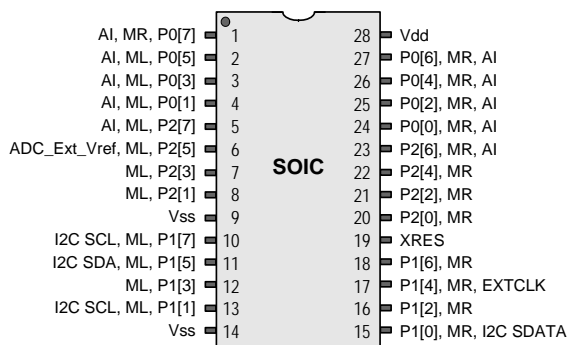 AI, MR, P0[7] 1 28 Vdd
AI, ML, P0[5] 2 27 P0[6], MR, AI
AI, ML, P0[3] 3 26 P0[4], MR, AI
AI, ML, P0[1] 4 25 P0[2], MR, AI
AI, ML, P2[7] 5 24 P0[0], MR, AI
ADC_Ext_Vref, ML, P2[5] 6 23 P2[6], MR, AI
SOIC
ML, P2[3] 7 22 P2[4], MR
ML, P2[1] 8 21 P2[2], MR
Vss 9 20 P2[0], MR
I2C SCL, ML, P1[7] 10 19 XRES
I2C SDA, ML, P1[5] 11 18 P1[6], MR
ML, P1[3] 12 17 P1[4], MR, EXTCLK
I2C SCL, ML, P1[1] 13 16 P1[2], MR
Vss 14 15 P1[0], MR, I2C SDATA